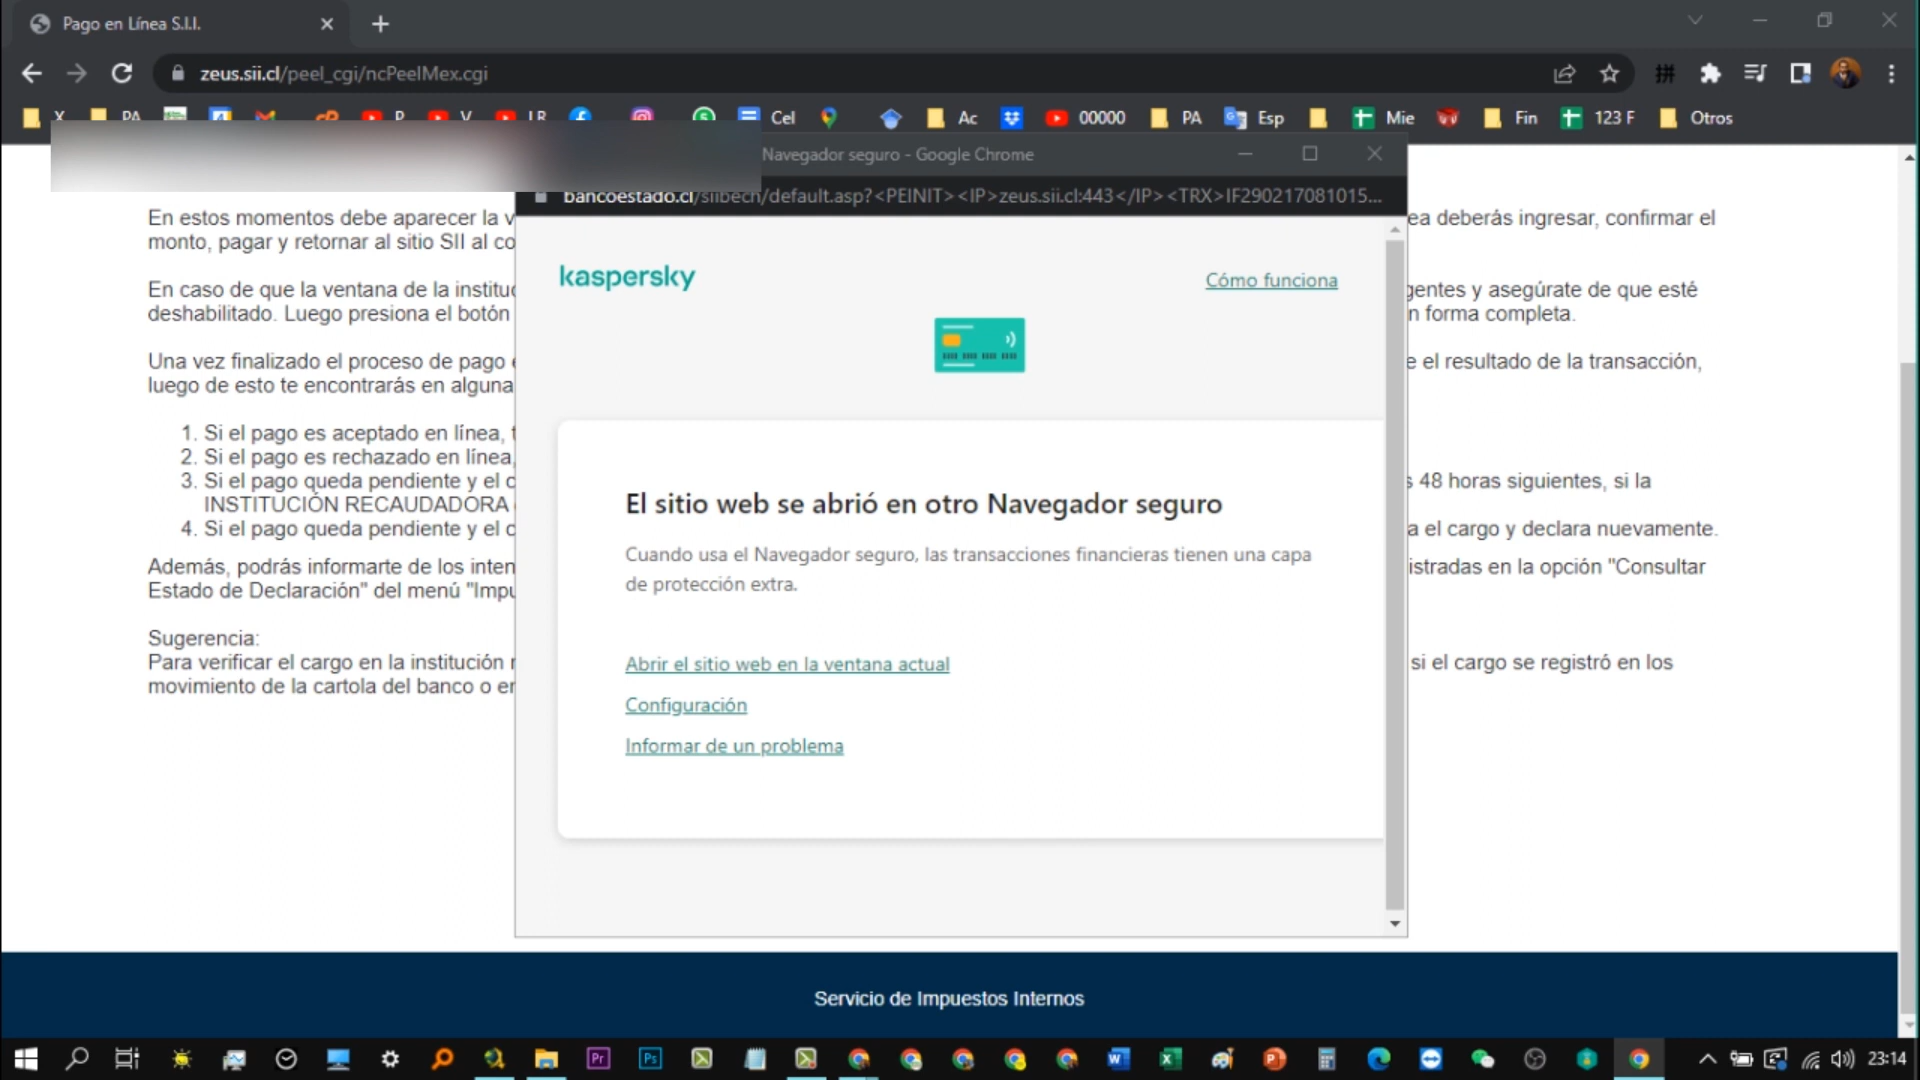 Pago en Línea S.I.I.
zeus.sii.cl/peel_cgi/ncPeelMex.cgi
X PA P V LR Cel Ac 00000 PA Esp Mie Fin 123 F Otros
Navegador seguro - Google Chrome
bancoestado.cl/siibech/default.asp?<PEINIT><IP>zeus.sii.cl:443</IP><TRX>IF290217081015...
En estos momentos debe aparecer la v
ea deberás ingresar, confirmar el
monto, pagar y retornar al sitio SII al co
En caso de que la ventana de la instituc
gentes y asegúrate de que esté
deshabilitado. Luego presiona el botón
n forma completa.
Una vez finalizado el proceso de pago e
e el resultado de la transacción,
luego de esto te encontrarás en alguna
1. Si el pago es aceptado en línea, t
2. Si el pago es rechazado en línea,
3. Si el pago queda pendiente y el c
s 48 horas siguientes, si la
INSTITUCIÓN RECAUDADORA
4. Si el pago queda pendiente y el c
a el cargo y declara nuevamente.
Además, podrás informarte de los inten
istradas en la opción "Consultar
Estado de Declaración" del menú "Impu
Sugerencia:
Para verificar el cargo en la institución r
si el cargo se registró en los
movimiento de la cartola del banco o en
kaspersky
Cómo funciona
El sitio web se abrió en otro Navegador seguro
Cuando usa el Navegador seguro, las transacciones financieras tienen una capa
de protección extra.
Abrir el sitio web en la ventana actual
Configuración
Informar de un problema
Servicio de Impuestos Internos
Pr Ps
23:14